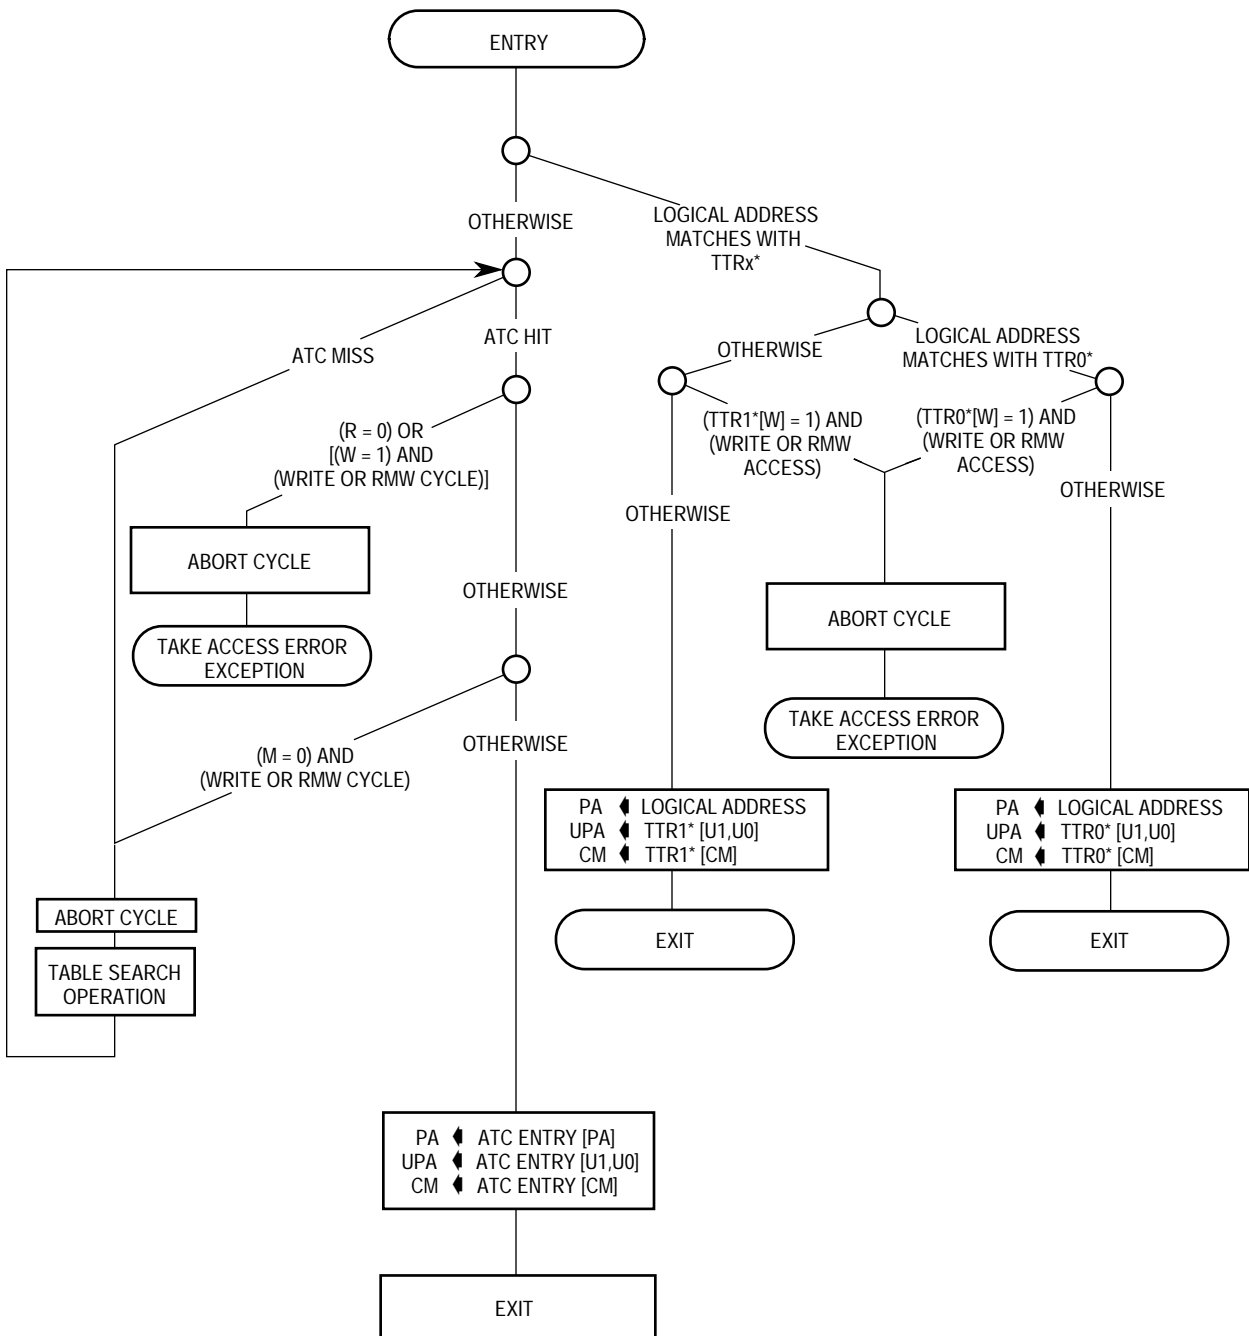 ENTRY
OTHERWISE
LOGICAL ADDRESS
MATCHES WITH
TTRx*
ATC MISS
ATC HIT
OTHERWISE
LOGICAL ADDRESS
MATCHES WITH TTR0*
(R = 0) OR
[(W = 1) AND
(WRITE OR RMW CYCLE)]
(TTR1*[W] = 1) AND
(WRITE OR RMW
ACCESS)
(TTR0*[W] = 1) AND
(WRITE OR RMW
ACCESS)
OTHERWISE
OTHERWISE
ABORT CYCLE
OTHERWISE
ABORT CYCLE
TAKE ACCESS ERROR
EXCEPTION
TAKE ACCESS ERROR
EXCEPTION
(M = 0) AND
(WRITE OR RMW CYCLE)
OTHERWISE
PA LOGICAL ADDRESS
UPA TTR1* [U1,U0]
CM TTR1* [CM]
PA LOGICAL ADDRESS
UPA TTR0* [U1,U0]
CM TTR0* [CM]
ABORT CYCLE
TABLE SEARCH
OPERATION
EXIT
EXIT
PA ATC ENTRY [PA]
UPA ATC ENTRY [U1,U0]
CM ATC ENTRY [CM]
EXIT